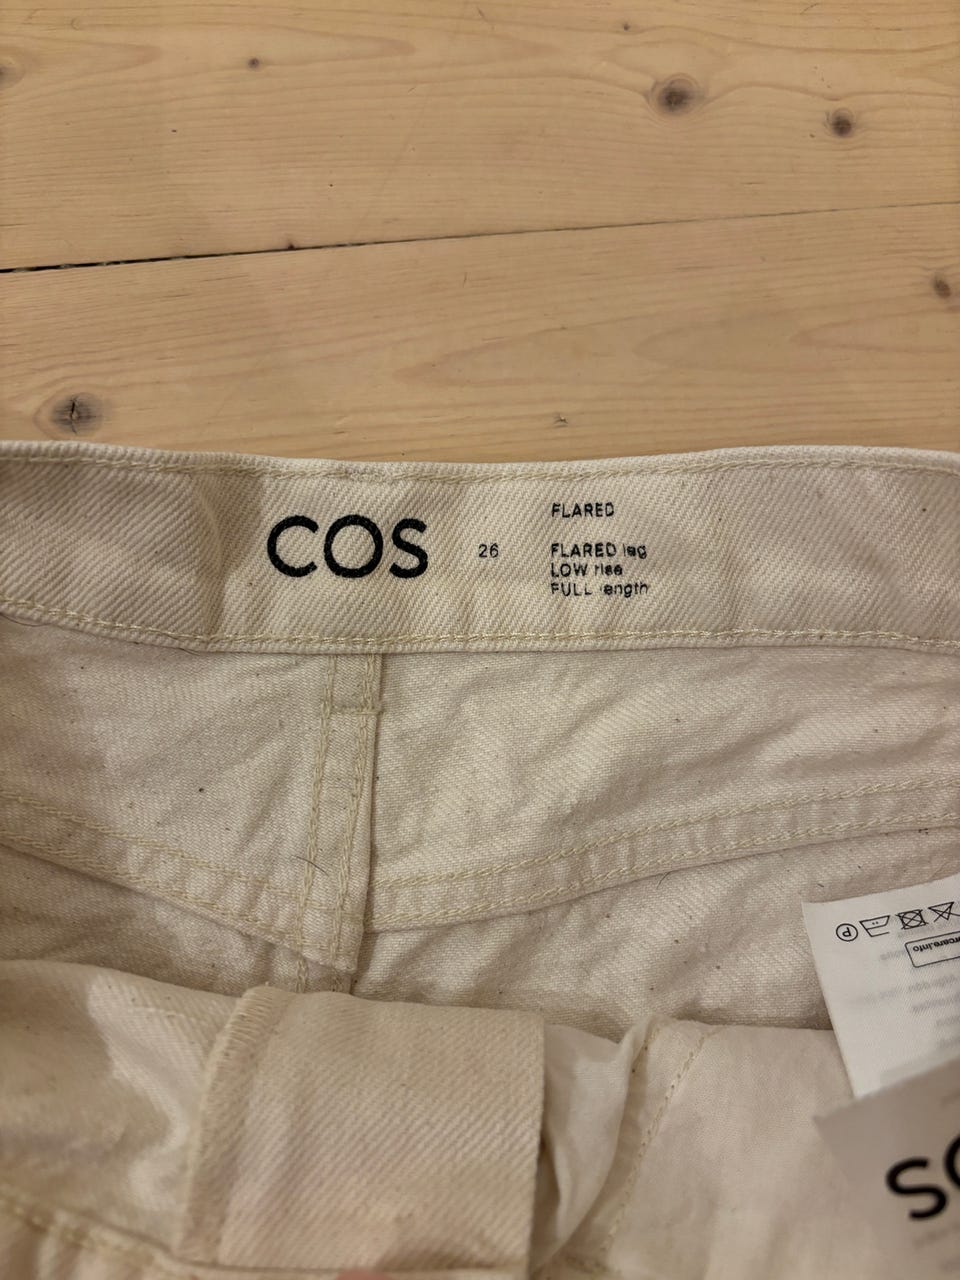 COS
26
FLARED
FLARED leg
LOW rise
FULL length
P